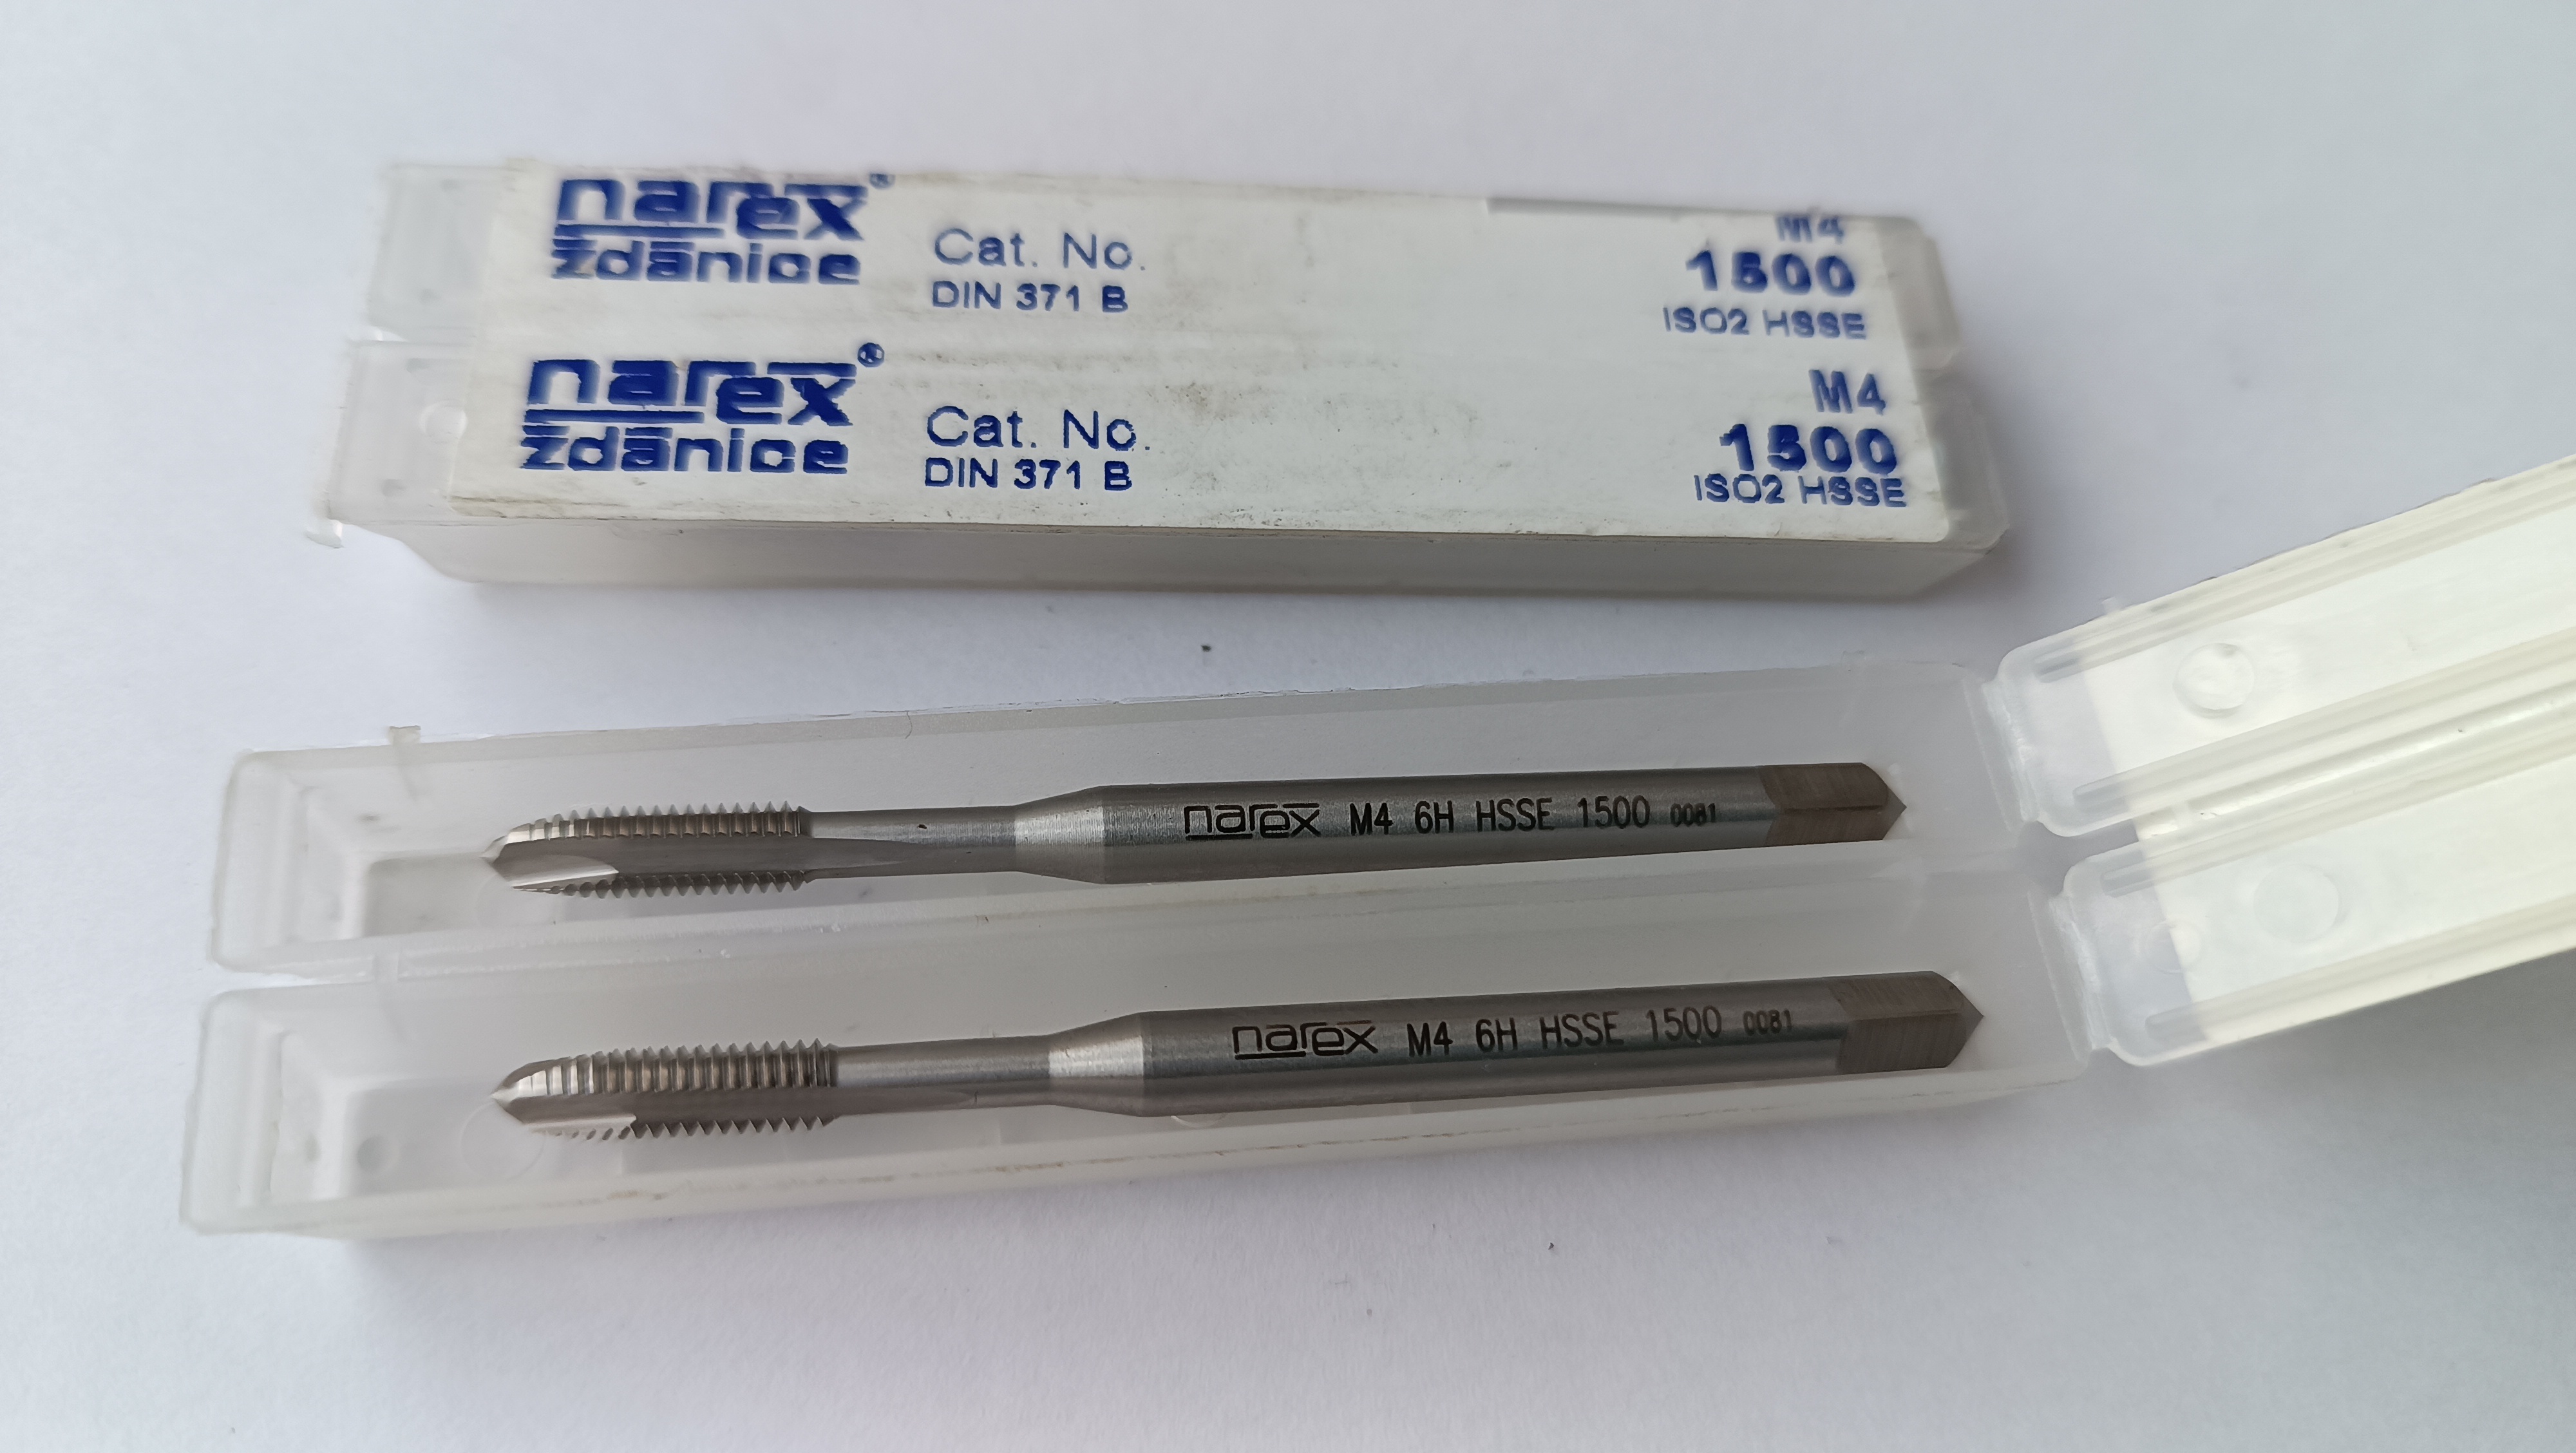 narex®
ždánice
Cat. No.
DIN 371 B
M4
1500
ISO2 HSSE
narex®
ždánice
Cat. No.
DIN 371 B
M4
1500
ISO2 HSSE
narex M4 6H HSSE 1500 0081
narex M4 6H HSSE 1500 0081